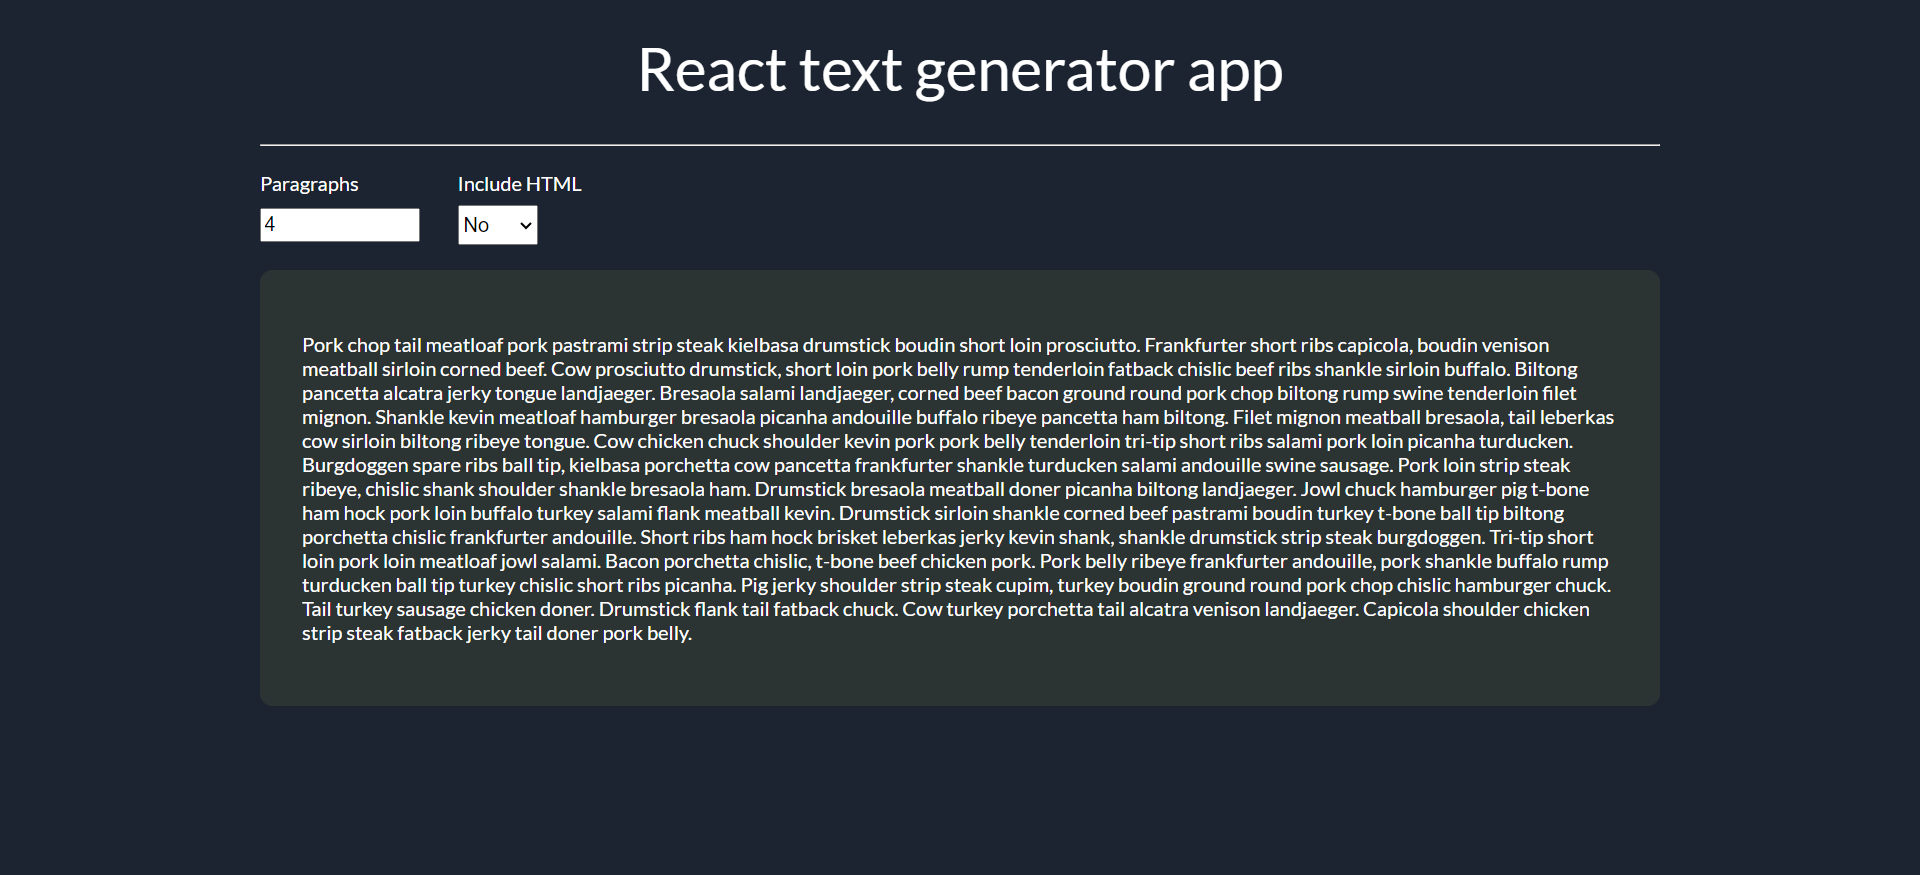 React text generator app
Paragraphs
Include HTML
4
No
Pork chop tail meatloaf pork pastrami strip steak kielbasa drumstick boudin short loin prosciutto. Frankfurter short ribs capicola, boudin venison
meatball sirloin corned beef. Cow prosciutto drumstick, short loin pork belly rump tenderloin fatback chislic beef ribs shankle sirloin buffalo. Biltong
pancetta alcatra jerky tongue landjaeger. Bresaola salami landjaeger, corned beef bacon ground round pork chop biltong rump swine tenderloin filet
mignon. Shankle kevin meatloaf hamburger bresaola picanha andouille buffalo ribeye pancetta ham biltong. Filet mignon meatball bresaola, tail leberkas
cow sirloin biltong ribeye tongue. Cow chicken chuck shoulder kevin pork pork belly tenderloin tri-tip short ribs salami pork loin picanha turducken.
Burgdoggen spare ribs ball tip, kielbasa porchetta cow pancetta frankfurter shankle turducken salami andouille swine sausage. Pork loin strip steak
ribeye, chislic shank shoulder shankle bresaola ham. Drumstick bresaola meatball doner picanha biltong landjaeger. Jowl chuck hamburger pig t-bone
ham hock pork loin buffalo turkey salami flank meatball kevin. Drumstick sirloin shankle corned beef pastrami boudin turkey t-bone ball tip biltong
porchetta chislic frankfurter andouille. Short ribs ham hock brisket leberkas jerky kevin shank, shankle drumstick strip steak burgdoggen. Tri-tip short
loin pork loin meatloaf jowl salami. Bacon porchetta chislic, t-bone beef chicken pork. Pork belly ribeye frankfurter andouille, pork shankle buffalo rump
turducken ball tip turkey chislic short ribs picanha. Pig jerky shoulder strip steak cupim, turkey boudin ground round pork chop chislic hamburger chuck.
Tail turkey sausage chicken doner. Drumstick flank tail fatback chuck. Cow turkey porchetta tail alcatra venison landjaeger. Capicola shoulder chicken
strip steak fatback jerky tail doner pork belly.